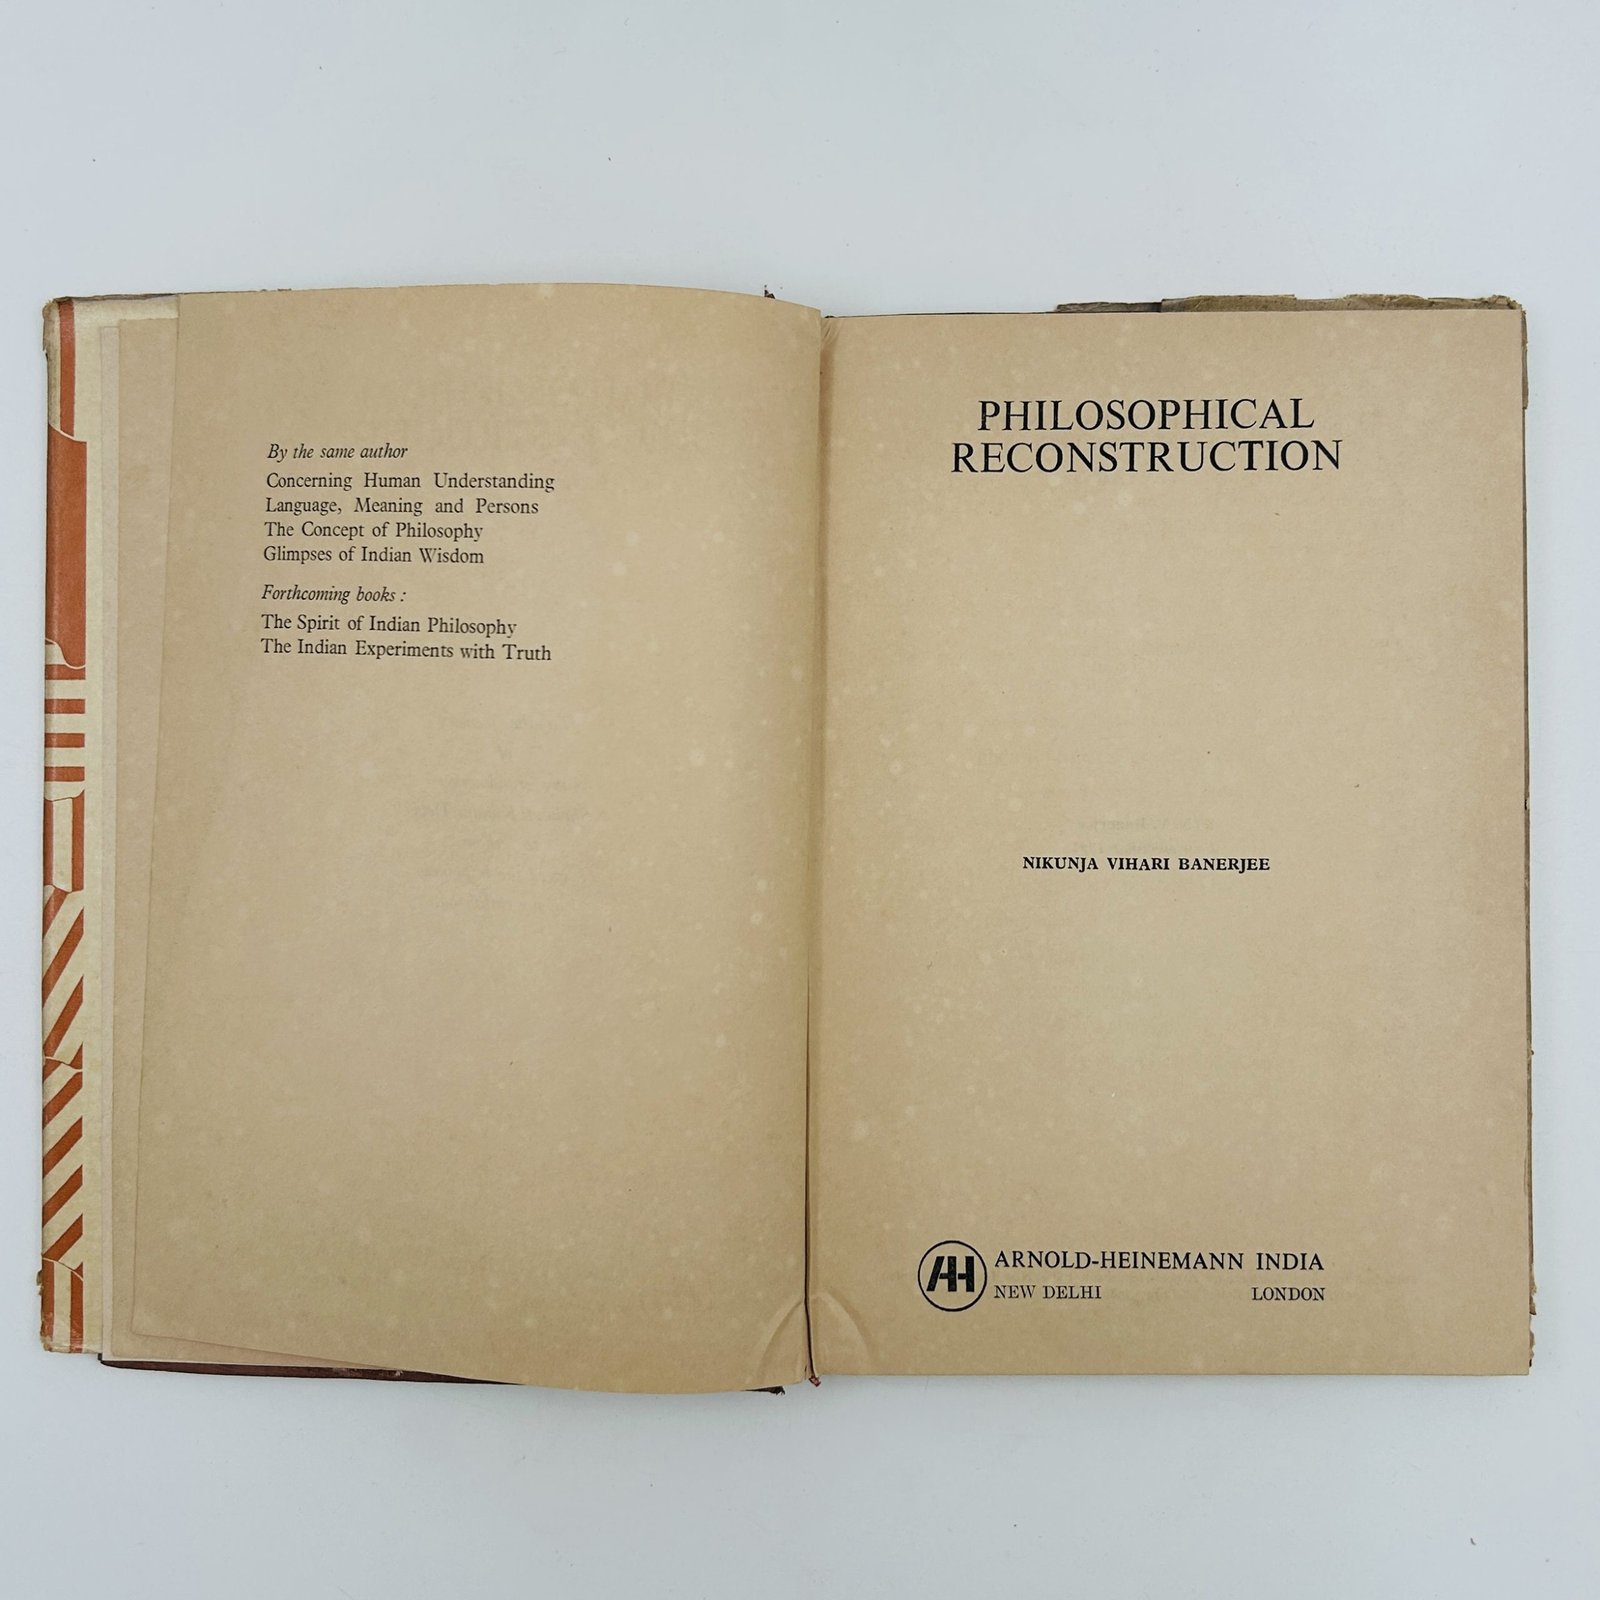 By the same author
Concerning Human Understanding
Language, Meaning and Persons
The Concept of Philosophy
Glimpses of Indian Wisdom
Forthcoming books :
The Spirit of Indian Philosophy
The Indian Experiments with Truth
PHILOSOPHICAL
RECONSTRUCTION
NIKUNJA VIHARI BANERJEE
AH ARNOLD-HEINEMANN INDIA
NEW DELHI LONDON